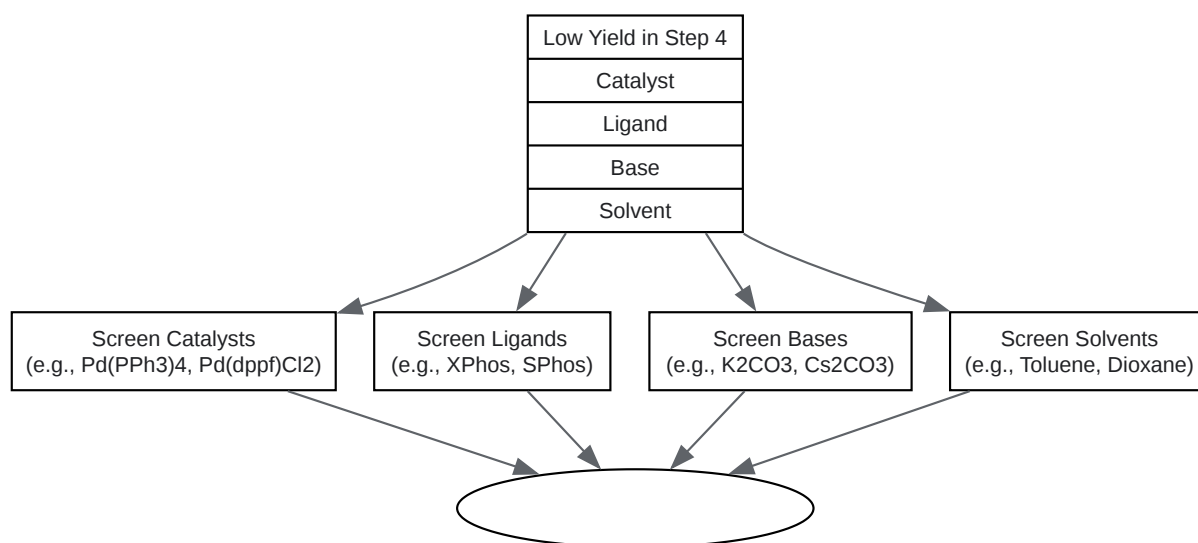 Low Yield in Step 4
Catalyst
Ligand
Base
Solvent
Screen Catalysts
(e.g., Pd(PPh3)4, Pd(dppf)Cl2)
Screen Ligands
(e.g., XPhos, SPhos)
Screen Bases
(e.g., K2CO3, Cs2CO3)
Screen Solvents
(e.g., Toluene, Dioxane)